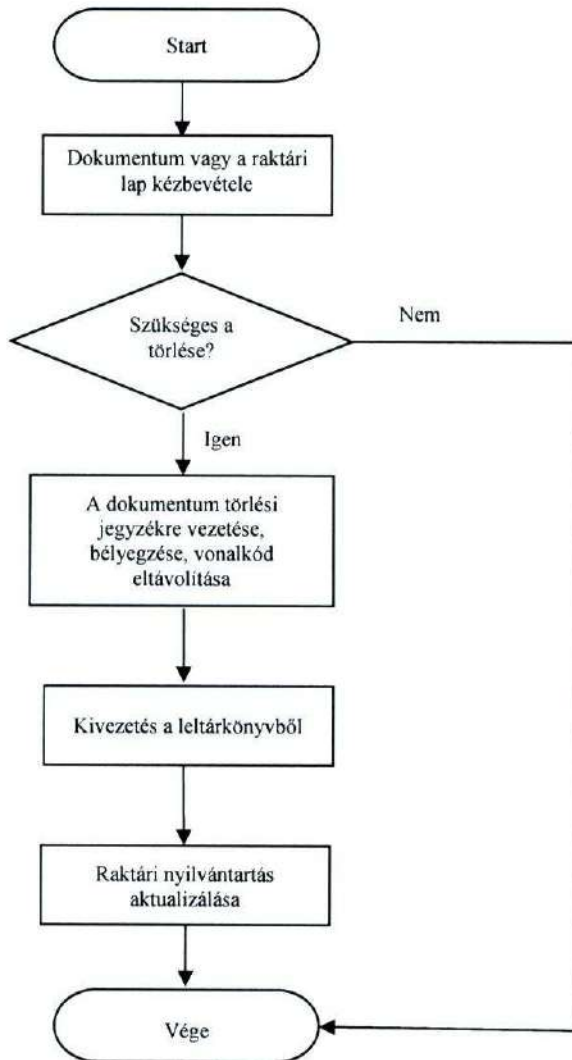 Start
Dokumentum vagy a raktári
lap kézbevétele
Szükséges a
törlése?
Nem
Igen
A dokumentum törlési
jegyzékre vezetése,
bélyegzése, vonalkód
eltávolítása
Kivezetés a leltárkönyvből
Raktári nyilvántartás
aktualizálása
Vége